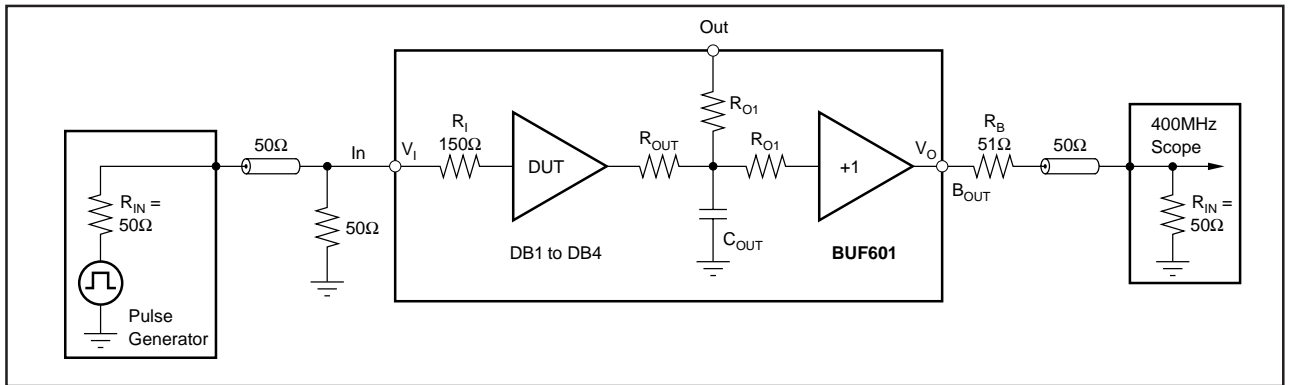 Out
R_O1
50Ω
In
V_I
R_I
150Ω
DUT
R_OUT
R_O1
+1
V_O
R_B
51Ω
50Ω
400MHz
Scope
B_OUT
R_IN =
50Ω
50Ω
C_OUT
R_IN =
50Ω
DB1 to DB4
BUF601
Pulse
Generator